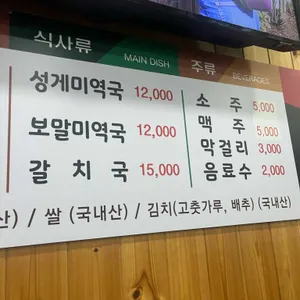 식사류 MAIN DISH
성게미역국 12,000
보말미역국 12,000
갈치국 15,000
주류 BEVERAGES
소주 5,000
맥주 5,000
막걸리 3,000
음료수 2,000
산) / 쌀 (국내산) / 김치(고춧가루, 배추) (국내산)